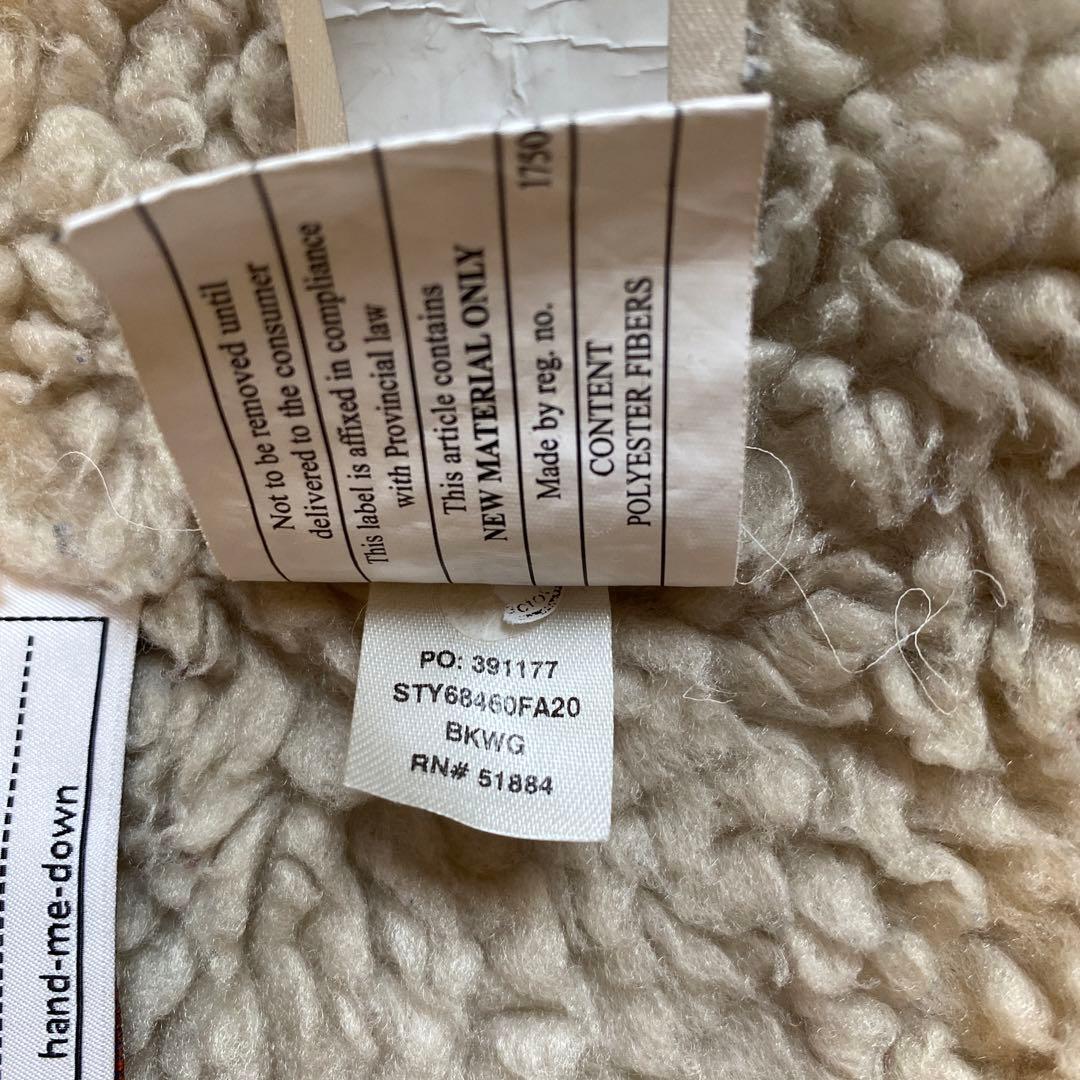 Not to be removed until
delivered to the consumer
This label is affixed in compliance
with Provincial law
This article contains
NEW MATERIAL ONLY
Made by reg. no. 1750
CONTENT
POLYESTER FIBERS
PO: 391177
STY68460FA20
BKWG
RN# 51884
hand-me-down